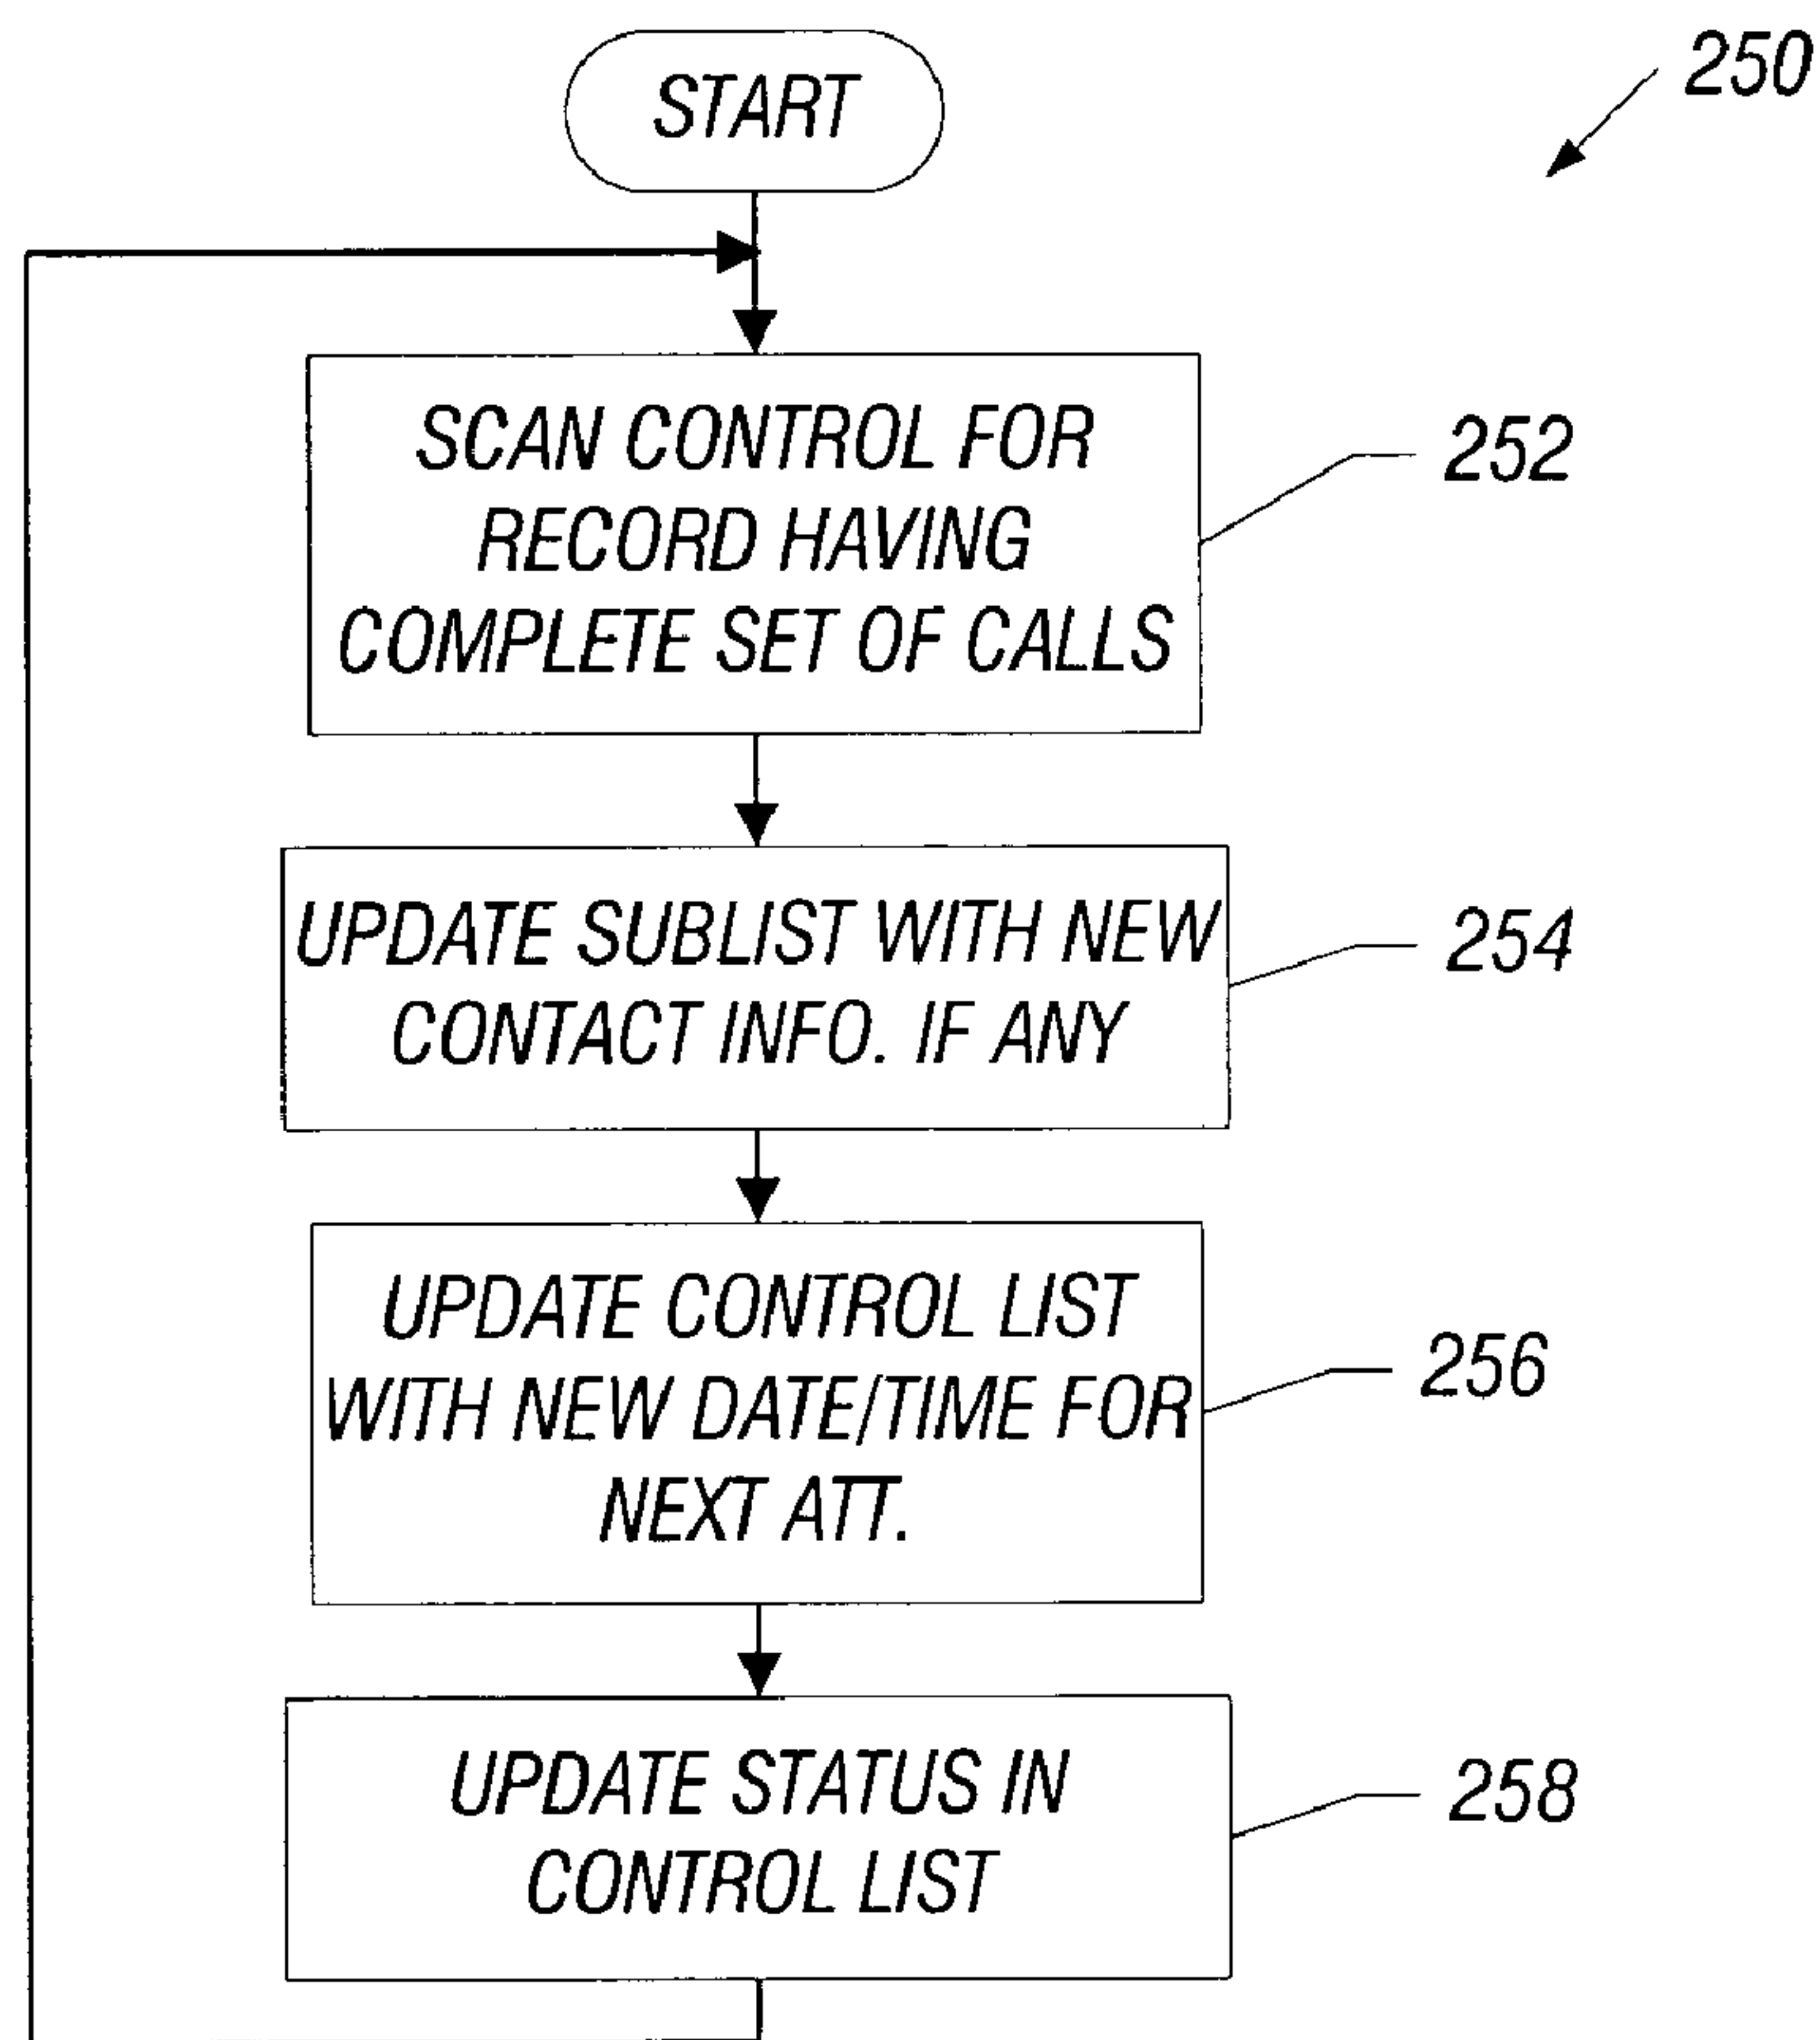 START
250
SCAN CONTROL FOR
RECORD HAVING
COMPLETE SET OF CALLS
252
UPDATE SUBLIST WITH NEW
CONTACT INFO. IF ANY
254
UPDATE CONTROL LIST
WITH NEW DATE/TIME FOR
NEXT ATT.
256
UPDATE STATUS IN
CONTROL LIST
258